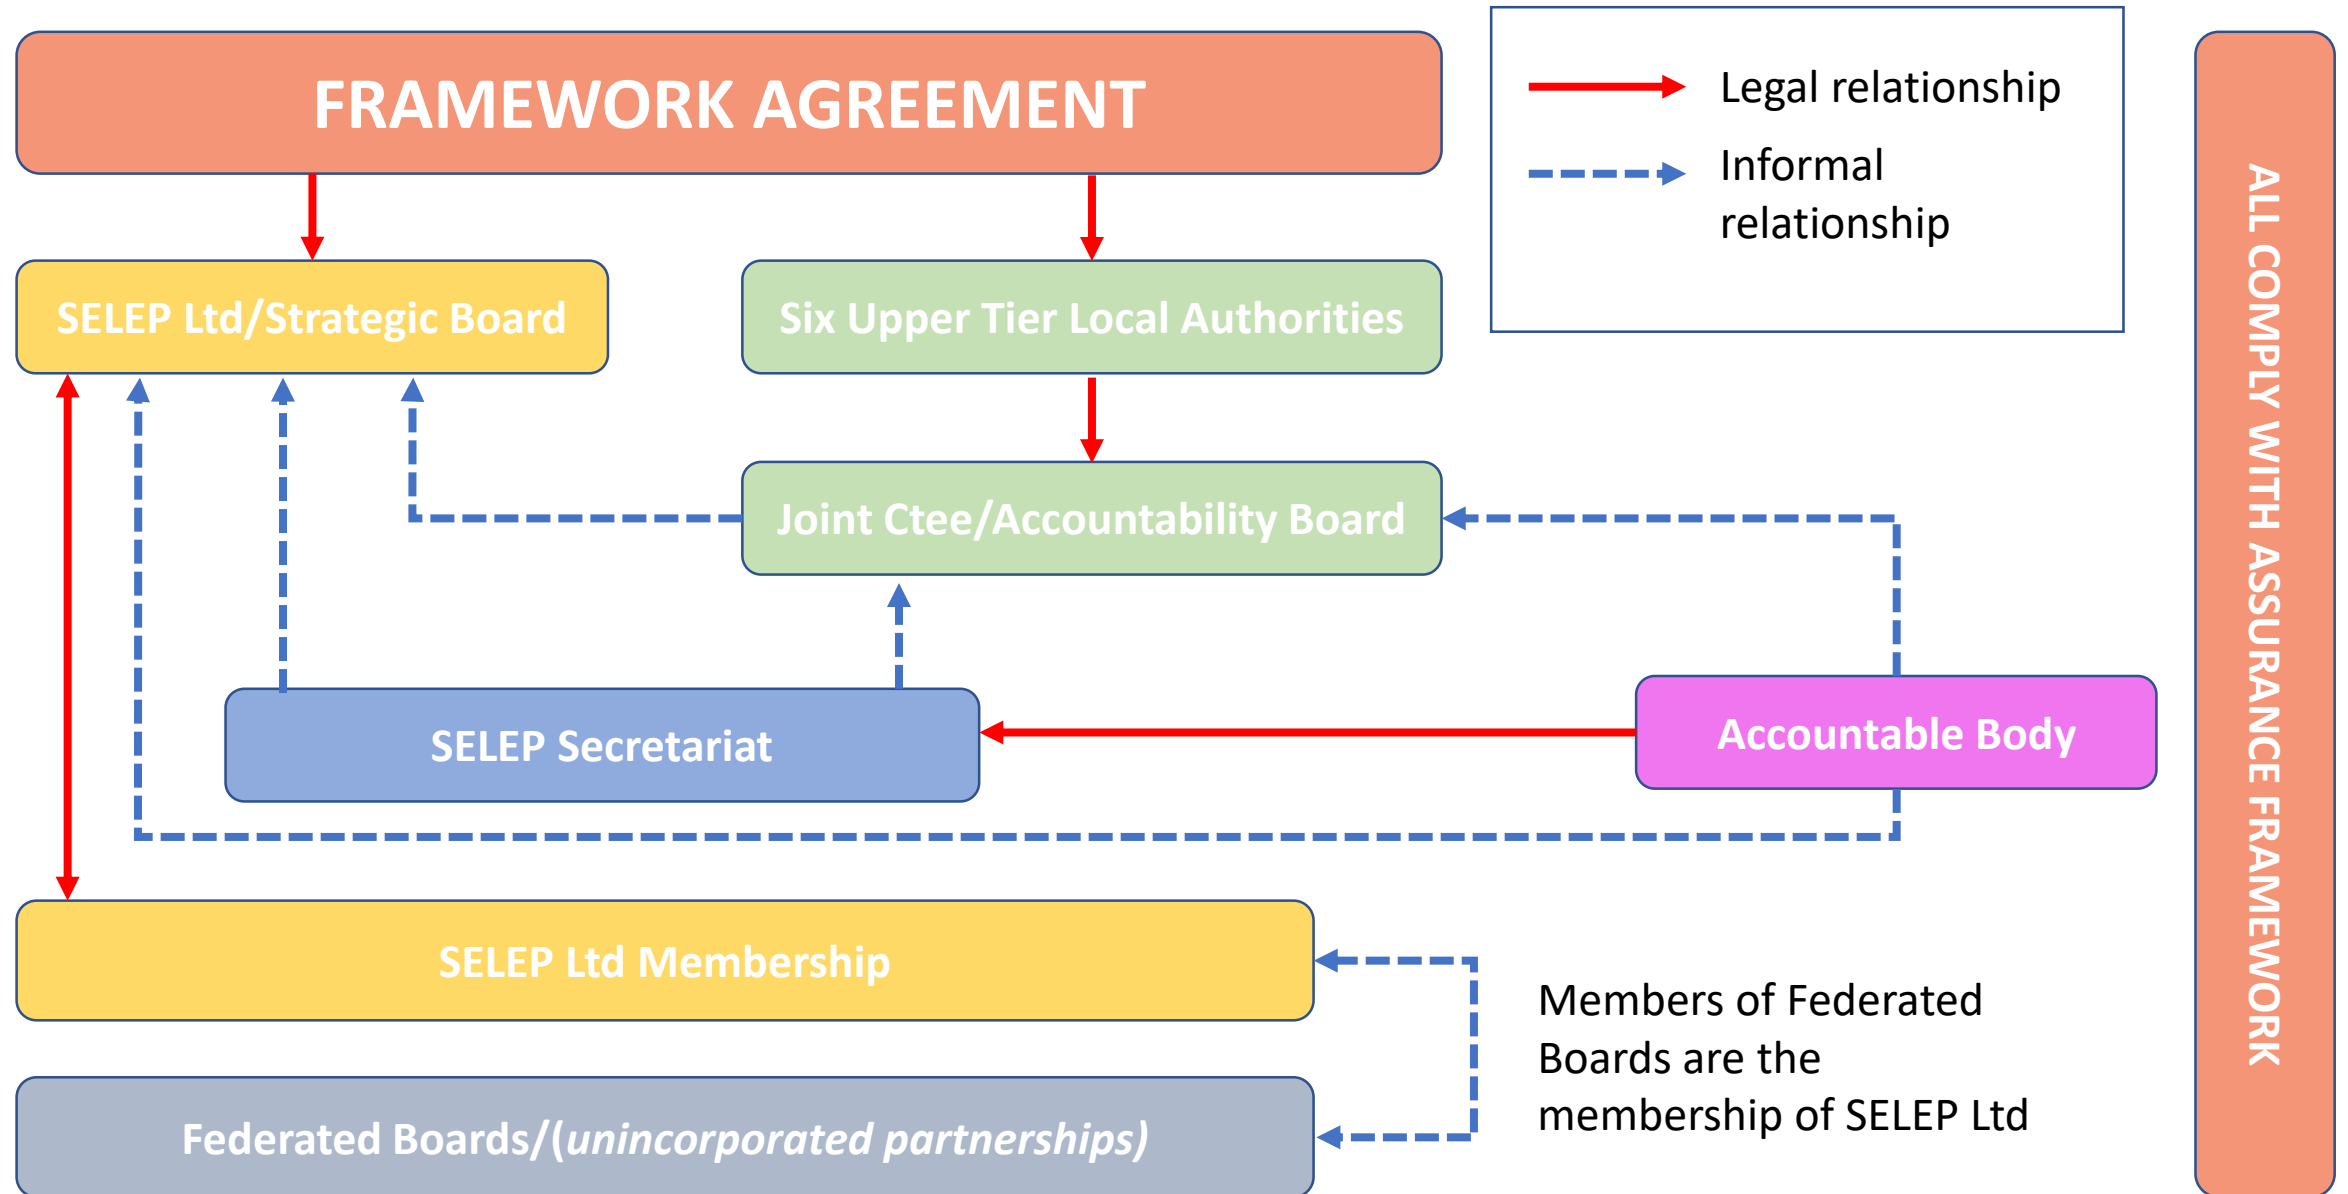 FRAMEWORK AGREEMENT
Legal relationship
Informal
relationship
SELEP Ltd/Strategic Board
Six Upper Tier Local Authorities
Joint Ctee/Accountability Board
SELEP Secretariat
Accountable Body
SELEP Ltd Membership
Members of Federated
Boards are the
membership of SELEP Ltd
Federated Boards/(unincorporated partnerships)
ALL COMPLY WITH ASSURANCE FRAMEWORK